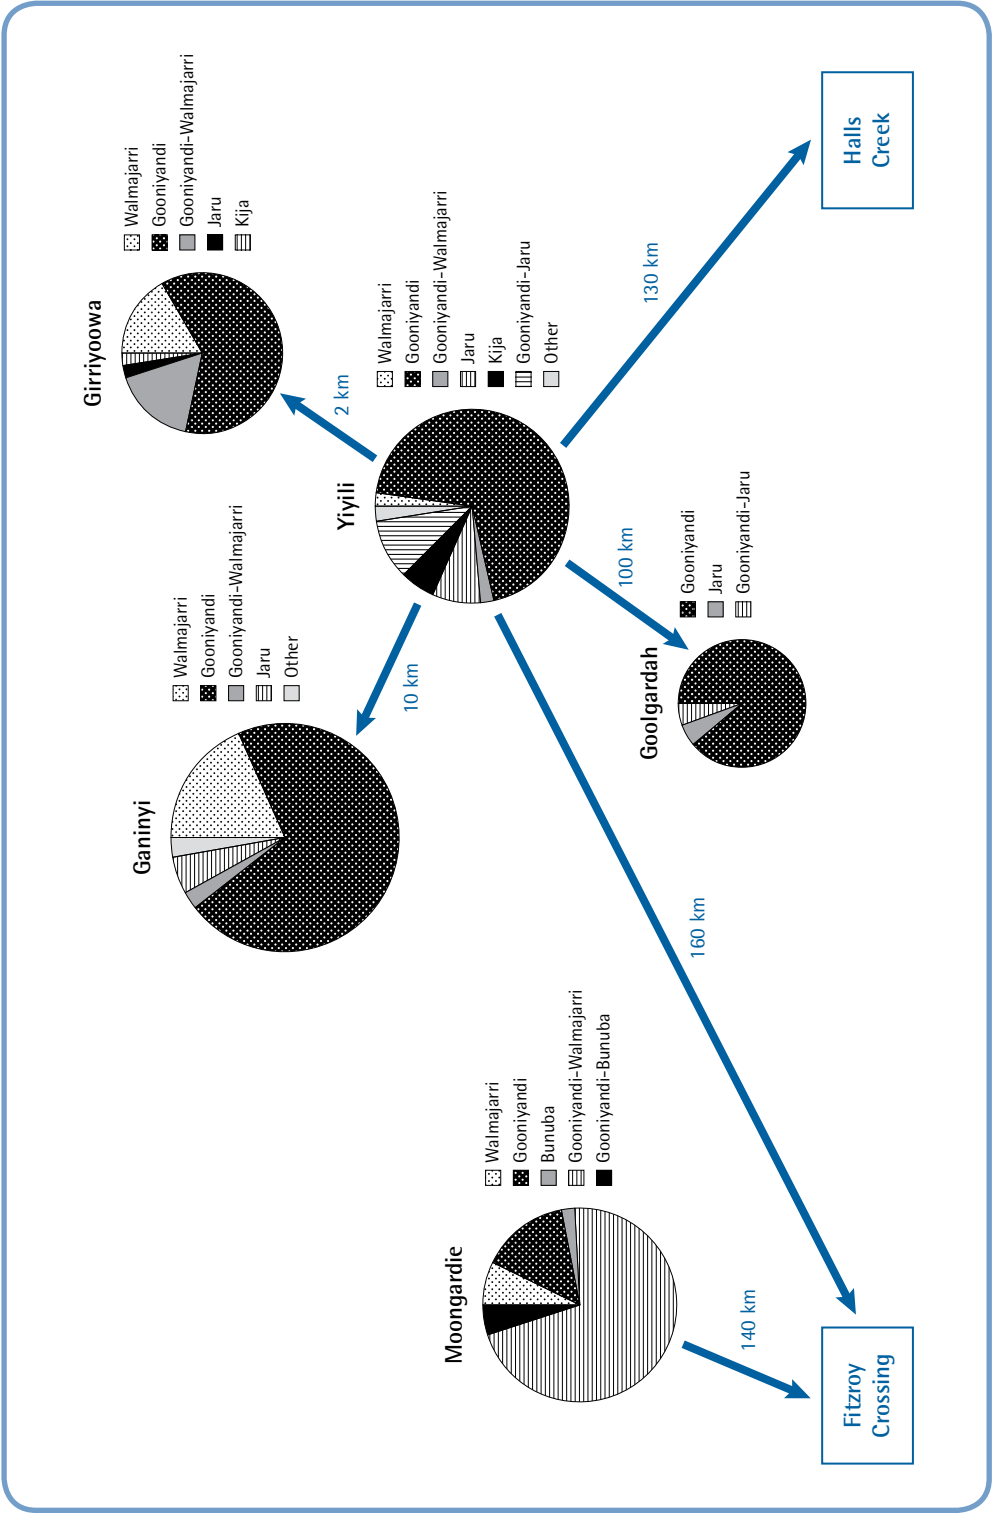 Girriyoowa
Walmajarri
Gooniyandi
Gooniyandi-Walmajarri
Jaru
Kija
2 km
Ganinyi
Walmajarri
Gooniyandi
Gooniyandi-Walmajarri
Jaru
Other
10 km
Yiyili
Walmajarri
Gooniyandi
Gooniyandi-Walmajarri
Jaru
Kija
Gooniyandi-Jaru
Other
Moongardie
Walmajarri
Gooniyandi
Bunuba
Gooniyandi-Walmajarri
Gooniyandi-Bunuba
Goolgardah
Gooniyandi
Jaru
Gooniyandi-Jaru
100 km
130 km
160 km
140 km
Fitzroy
Crossing
Halls
Creek